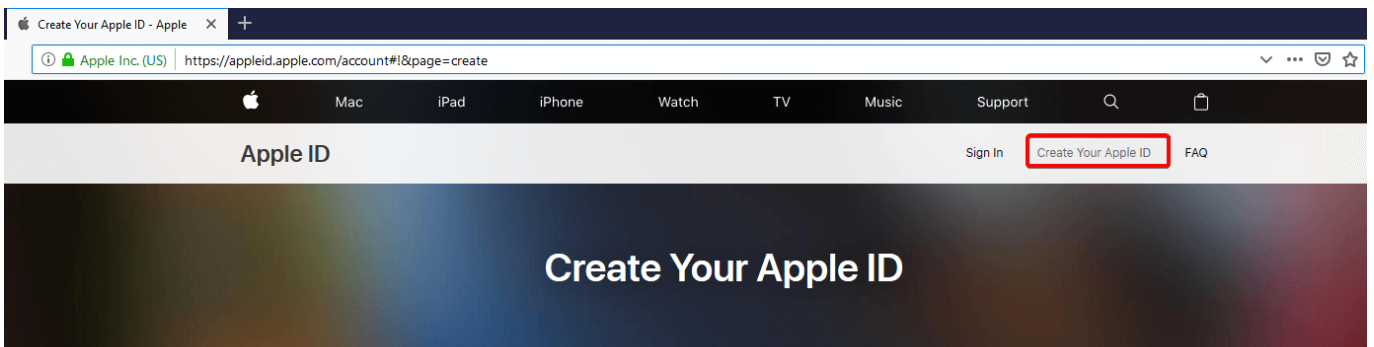 Create Your Apple ID - Apple
Apple Inc. (US) https://appleid.apple.com/account#!&page=create
Mac iPad iPhone Watch TV Music Support
Apple ID Sign In Create Your Apple ID FAQ
Create Your Apple ID